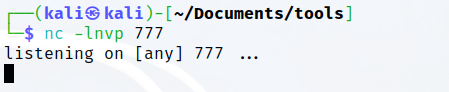 ┌──(kali㉿kali)-[~/Documents/tools]
└─$ nc -lnvp 777
listening on [any] 777 ...